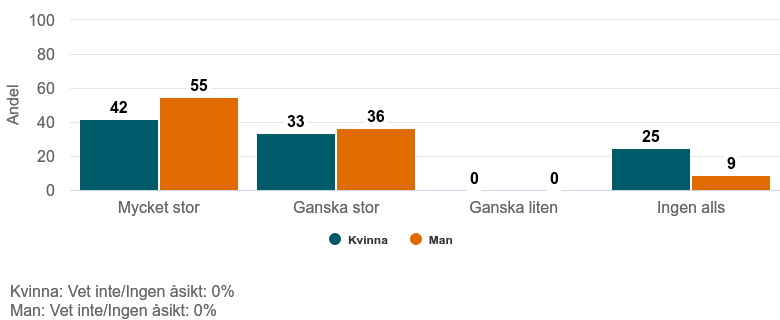 100
80
60
40
20
0
Andel
42
55
33
36
0
0
25
9
Mycket stor
Ganska stor
Ganska liten
Ingen alls
Kvinna
Man
Kvinna: Vet inte/Ingen åsikt: 0%
Man: Vet inte/Ingen åsikt: 0%